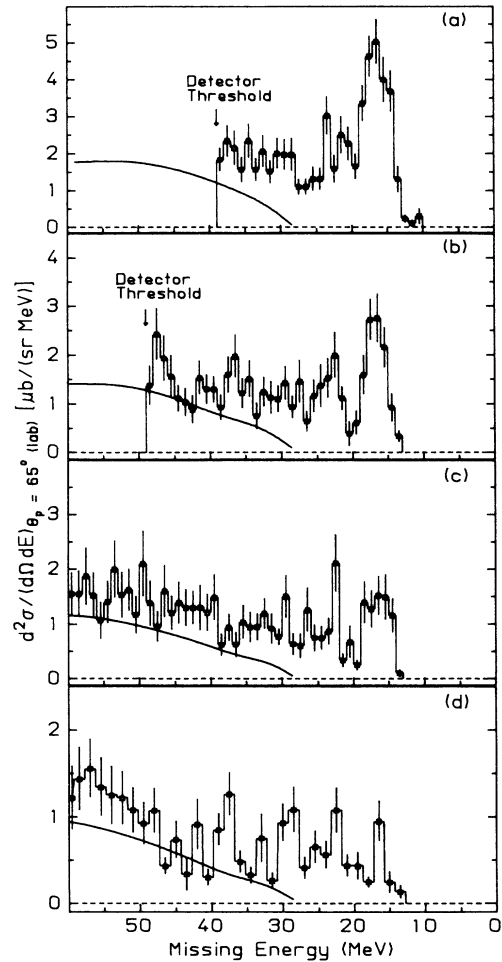 (a)
5
4
3
2
1
0
Detector
Threshold
(b)
4
3
2
1
0
Detector
Threshold
(c)
3
2
1
0
(d)
2
1
0
d²σ/(dΩdE)θp = 65° (lab) [μb/(sr MeV)]
50 40 30 20 10 0
Missing Energy (MeV)